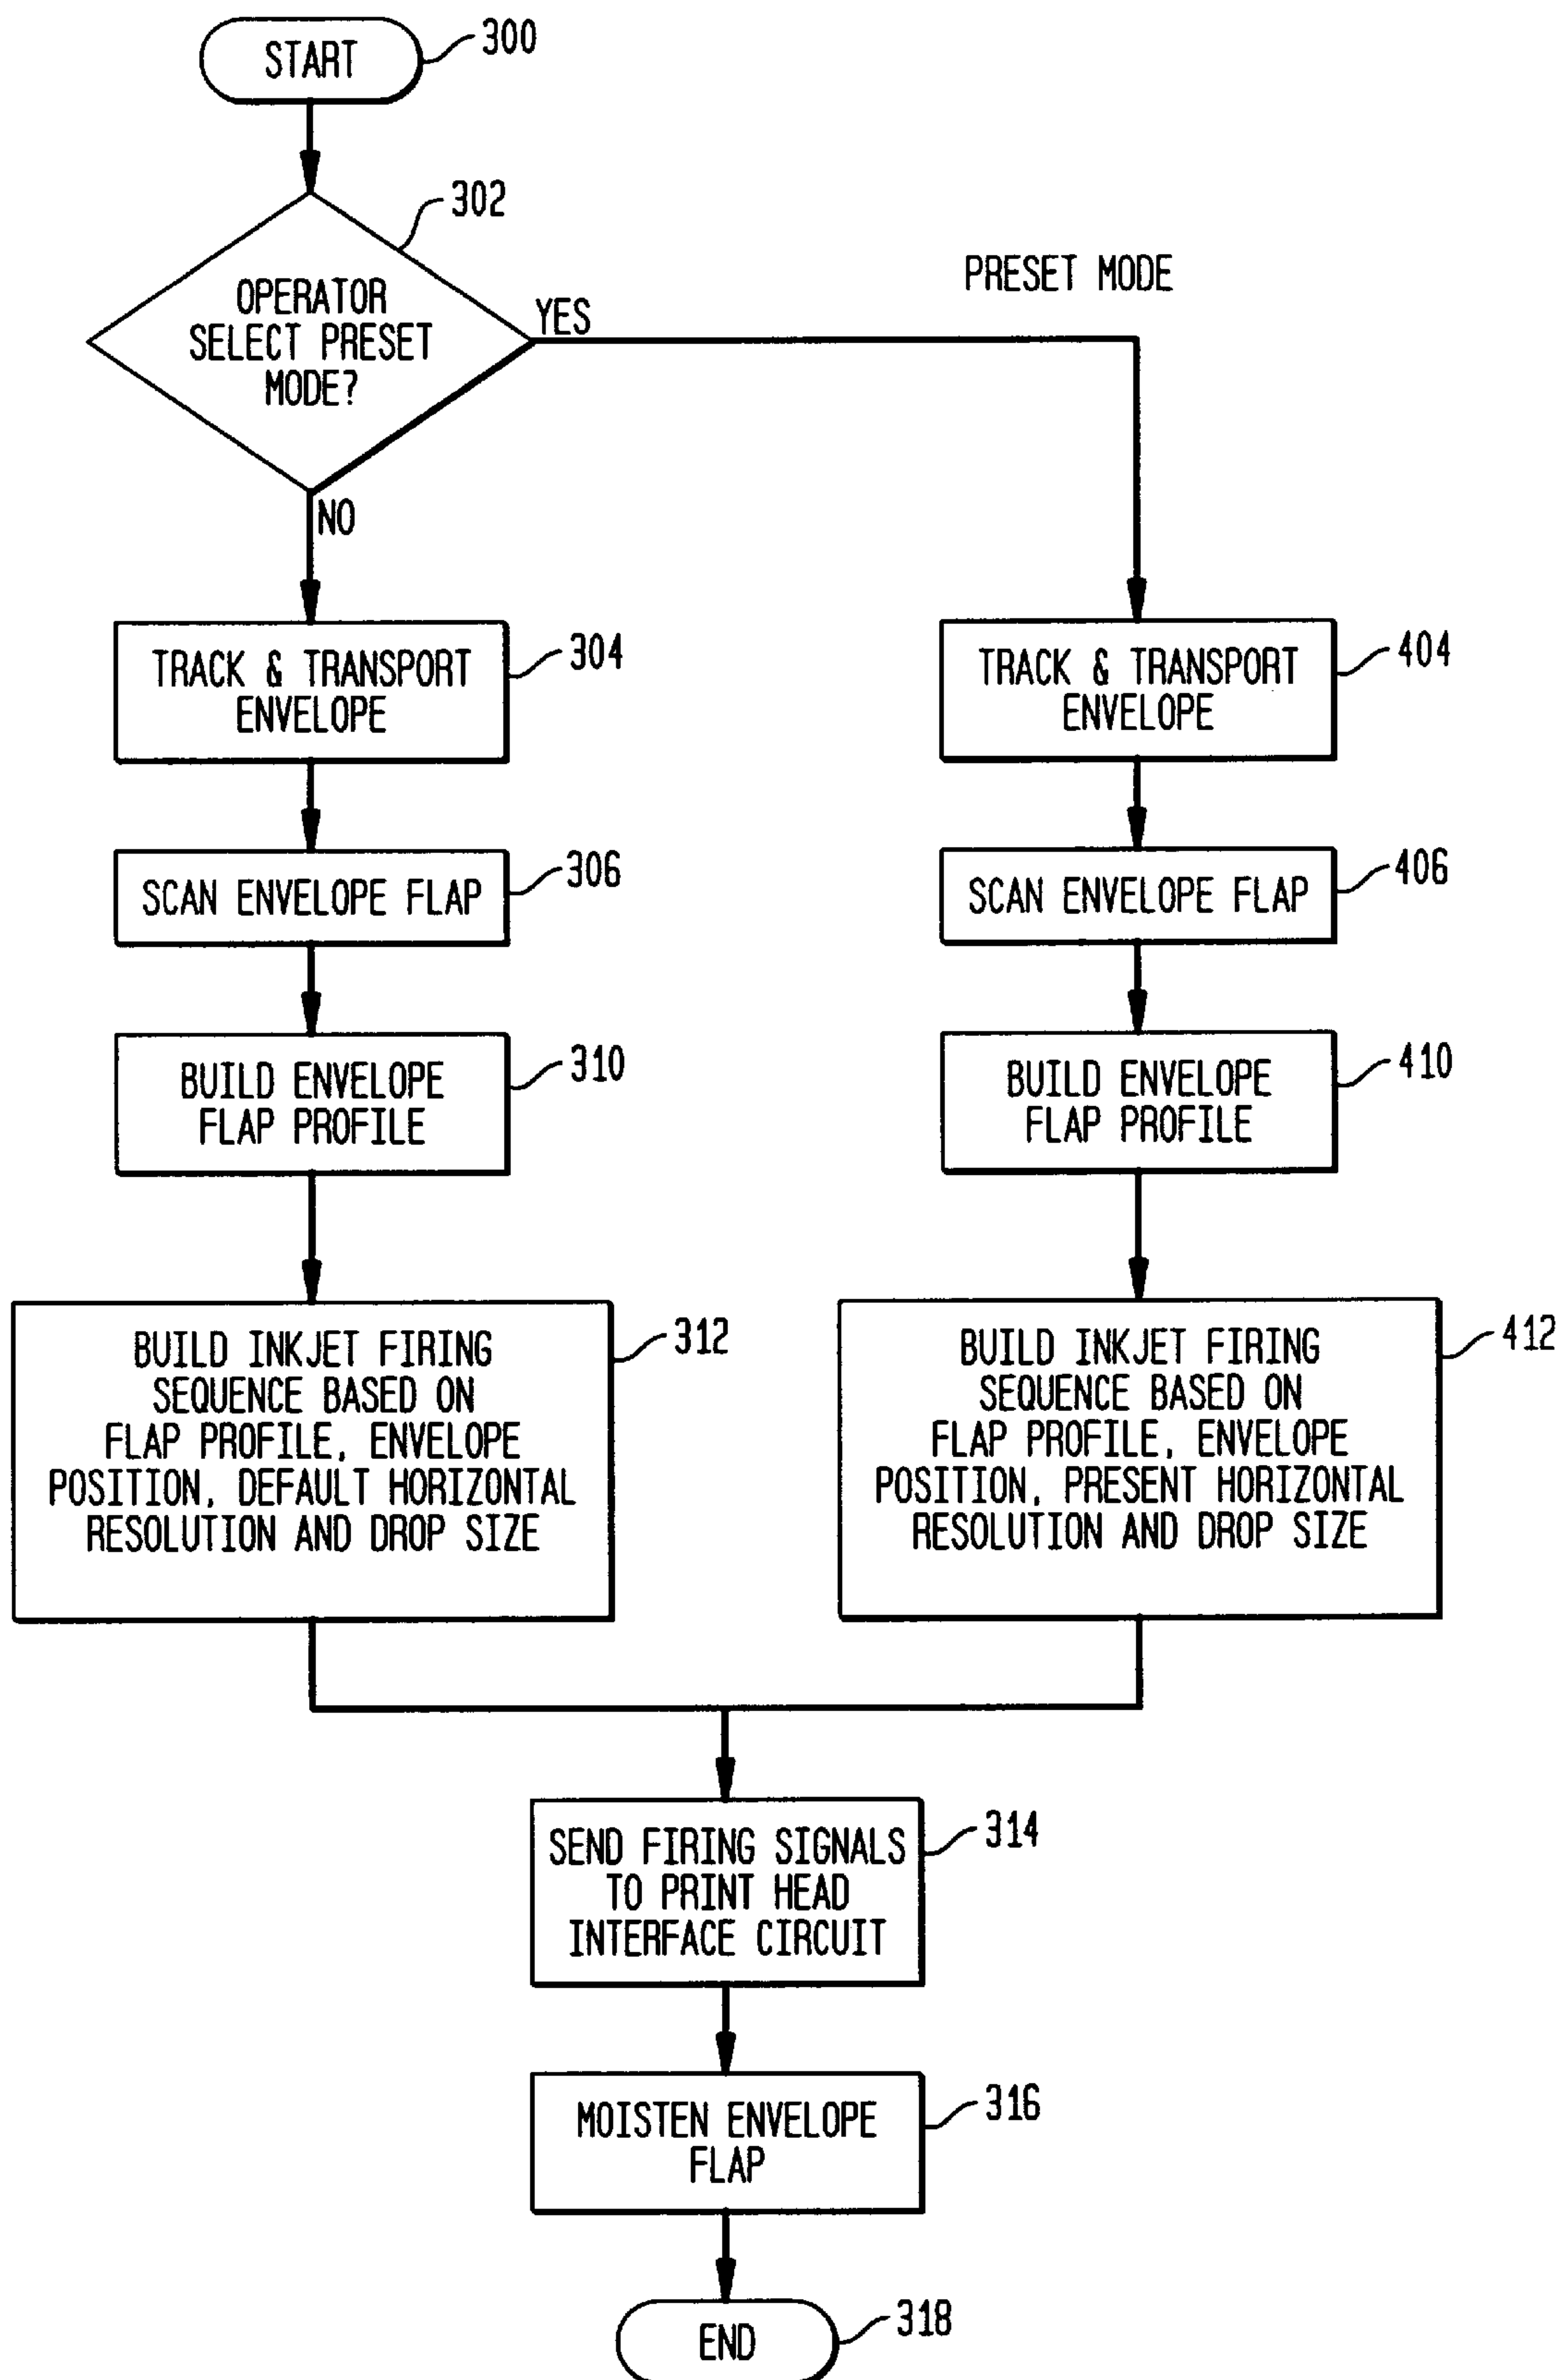 START
300
302
OPERATOR
SELECT PRESET
MODE?
YES
PRESET MODE
NO
TRACK & TRANSPORT
ENVELOPE
304
SCAN ENVELOPE FLAP
306
BUILD ENVELOPE
FLAP PROFILE
310
BUILD INKJET FIRING
SEQUENCE BASED ON
FLAP PROFILE, ENVELOPE
POSITION, DEFAULT HORIZONTAL
RESOLUTION AND DROP SIZE
312
TRACK & TRANSPORT
ENVELOPE
404
SCAN ENVELOPE FLAP
406
BUILD ENVELOPE
FLAP PROFILE
410
BUILD INKJET FIRING
SEQUENCE BASED ON
FLAP PROFILE, ENVELOPE
POSITION, PRESENT HORIZONTAL
RESOLUTION AND DROP SIZE
412
SEND FIRING SIGNALS
TO PRINT HEAD
INTERFACE CIRCUIT
314
MOISTEN ENVELOPE
FLAP
316
END
318